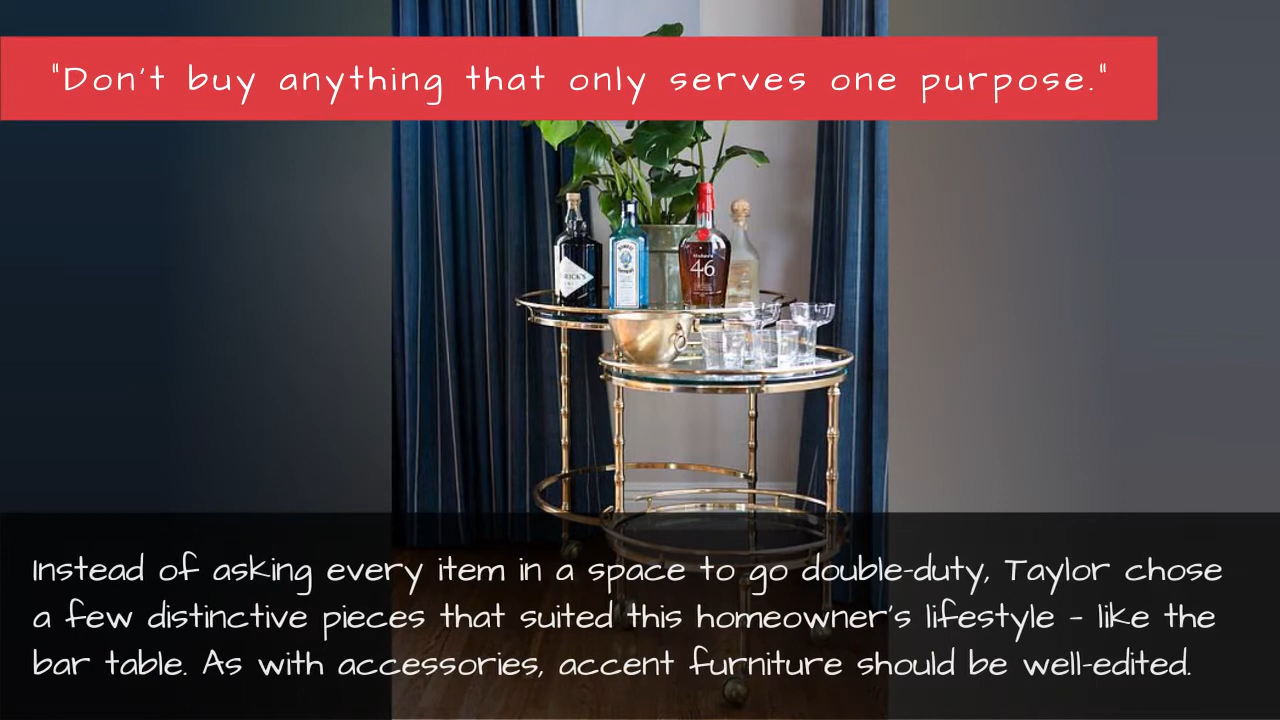 "Don't buy anything that only serves one purpose."
46
Instead of asking every item in a space to go double-duty, Taylor chose
a few distinctive pieces that suited this homeowner's lifestyle - like the
bar table. As with accessories, accent furniture should be well-edited.